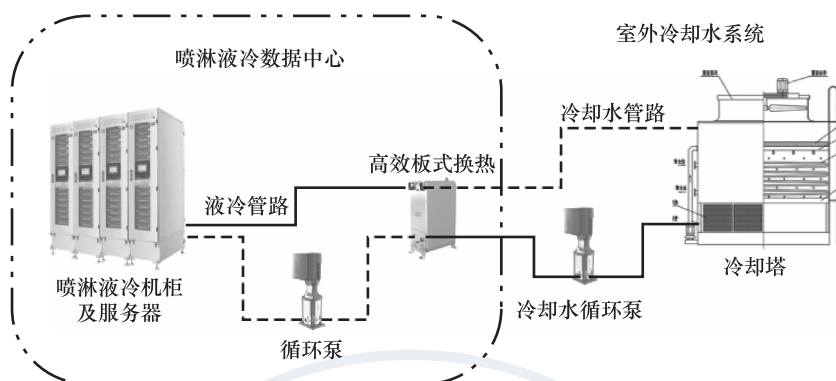 喷淋液冷数据中心
室外冷却水系统
冷却水管路
高效板式换热
液冷管路
冷却塔
喷淋液冷机柜
及服务器
冷却水循环泵
循环泵